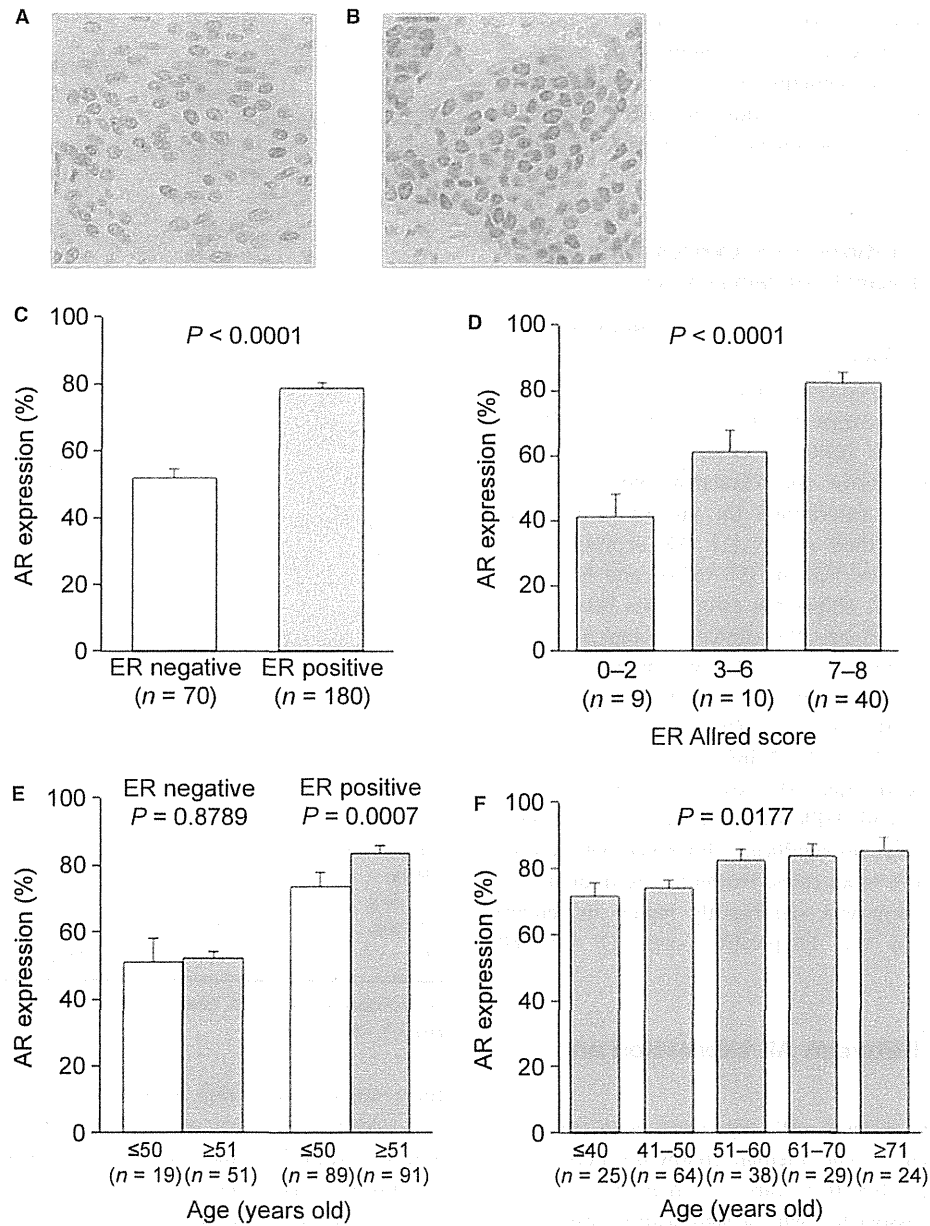 A
B
C
P < 0.0001
AR expression (%)
100
80
60
40
20
0
ER negative
(n = 70)
ER positive
(n = 180)
D
P < 0.0001
AR expression (%)
100
80
60
40
20
0
0–2
(n = 9)
3–6
(n = 10)
7–8
(n = 40)
ER Allred score
E
ER negative
P = 0.8789
ER positive
P = 0.0007
AR expression (%)
100
80
60
40
20
0
≤50
(n = 19)
≥51
(n = 51)
≤50
(n = 89)
≥51
(n = 91)
Age (years old)
F
P = 0.0177
AR expression (%)
100
80
60
40
20
0
≤40
(n = 25)
41–50
(n = 64)
51–60
(n = 38)
61–70
(n = 29)
≥71
(n = 24)
Age (years old)